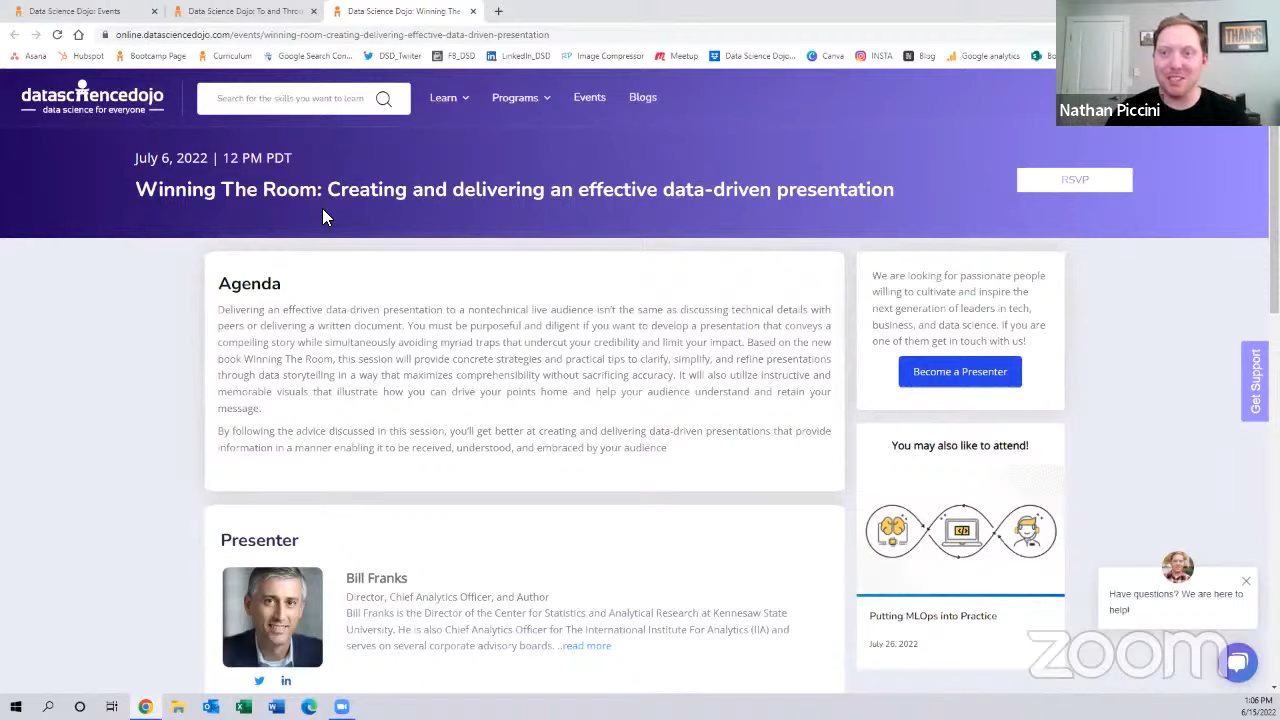 Data Science Dojo Events
Data Science Dojo: To and Throu
Data Science Dojo: Winning The
online.datasciencedojo.com/events/winning-room-creating-delivering-effective-data-driven-presentation
Asana
Hubspot
Bootcamp Page
Curriculum
Google Search Con...
DSD_Twiiter
FB_DSD
LinkedIn_DSD
Image Compressor
Meetup
Data Science Dojo...
Canva
INSTA
Blog
Google analytics
Bo
THANKS
Nathan Piccini
datasciencedojo
data science for everyone
Search for the skills you want to learn
Learn
Programs
Events
Blogs
July 6, 2022 | 12 PM PDT
Winning The Room: Creating and delivering an effective data-driven presentation
RSVP
Agenda
Delivering an effective data-driven presentation to a nontechnical live audience isn't the same as discussing technical details with
peers or delivering a written document. You must be purposeful and diligent if you want to develop a presentation that conveys a
compelling story while simultaneously avoiding myriad traps that undercut your credibility and limit your impact. Based on the new
book Winning The Room, this session will provide concrete strategies and practical tips to clarify, simplify, and refine presentations
through data storytelling in a way that maximizes comprehensibility without sacrificing accuracy. It will also utilize instructive and
memorable visuals that illustrate how you can drive your points home and help your audience understand and retain your
message.
By following the advice discussed in this session, you'll get better at creating and delivering data-driven presentations that provide
information in a manner enabling it to be received, understood, and embraced by your audience
We are looking for passionate people
willing to cultivate and inspire the
next generation of leaders in tech,
business, and data science. If you are
one of them get in touch with us!
Become a Presenter
Get Support
You may also like to attend!
Putting MLOps into Practice
July 26, 2022
Presenter
Bill Franks
Director, Chief Analytics Officer, and Author
Bill Franks is the Director of the Center for Statistics and Analytical Research at Kennesaw State
University. He is also Chief Analytics Officer for The International Institute For Analytics (IIA) and
serves on several corporate advisory boards. ..read more
Have questions? We are here to
help!
zoom
1:06 PM
6/15/2022